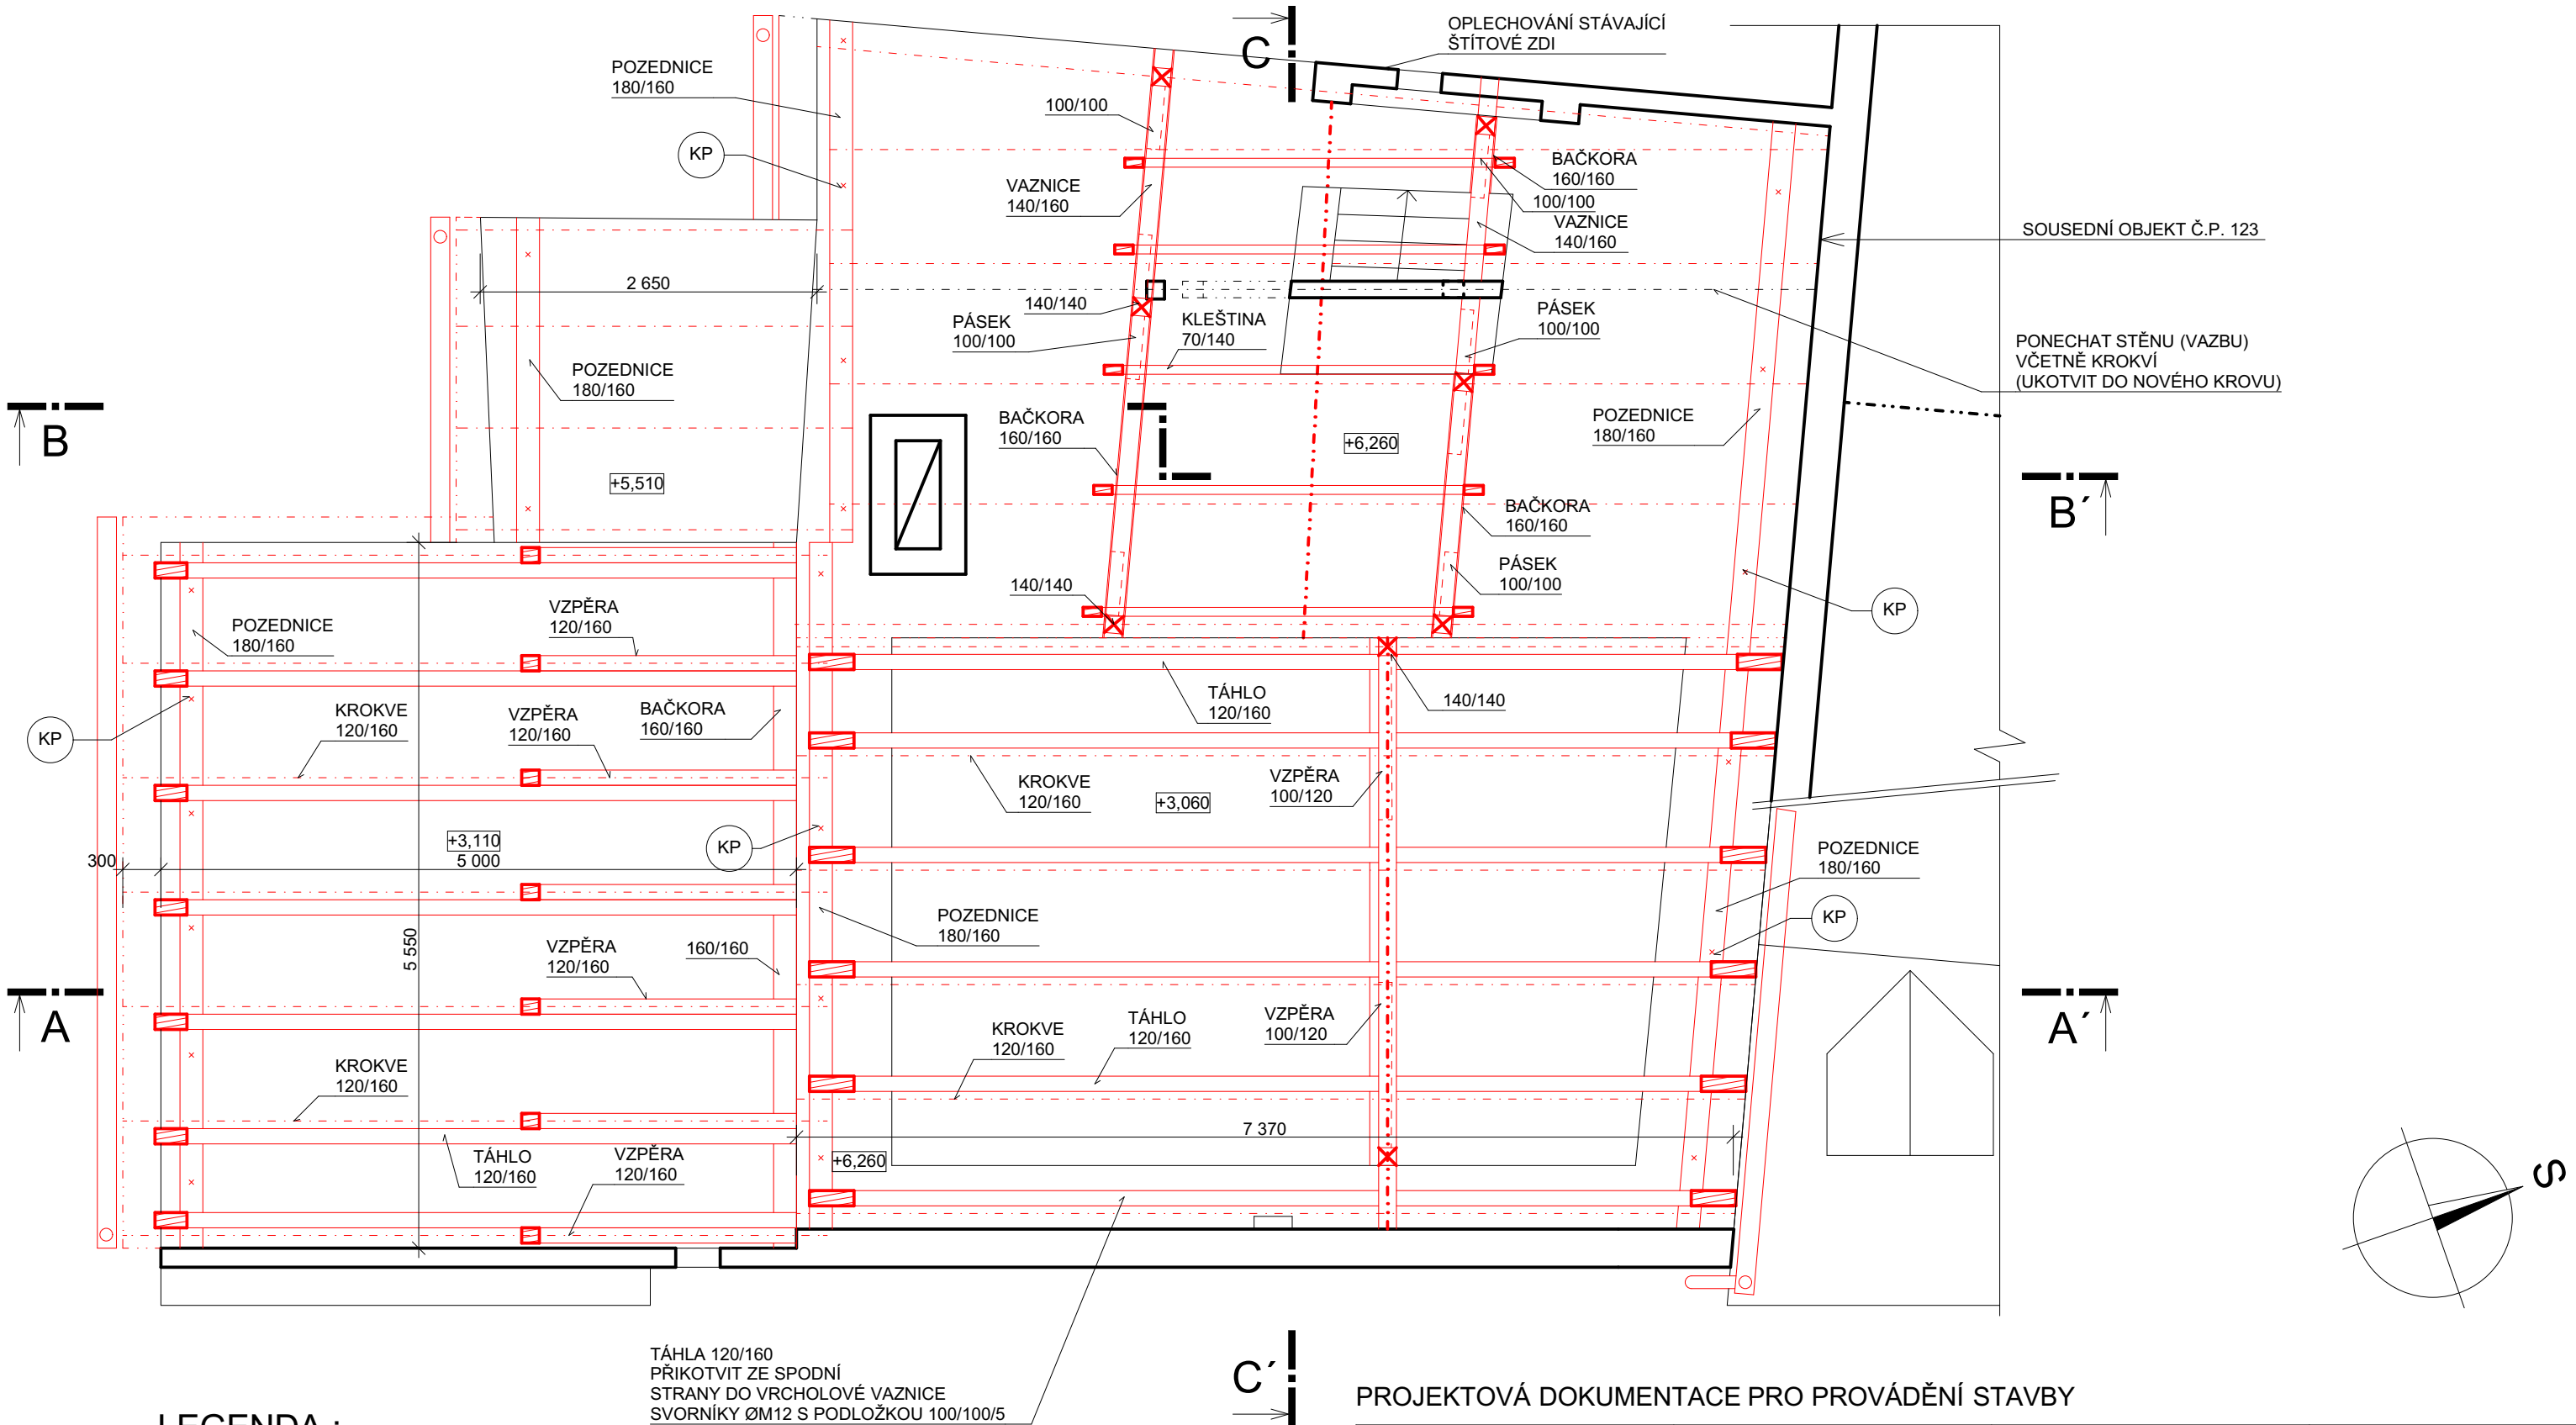 OPLECHOVÁNÍ STÁVAJÍCÍ
ŠTÍTOVÉ ZDI
C
POZEDNICE
180/160
100/100
KP
BAČKORA
160/160
VAZNICE
140/160
100/100
VAZNICE
140/160
SOUSEDNÍ OBJEKT Č.P. 123
2 650
140/140
PÁSEK
100/100
KLEŠTINA
70/140
PÁSEK
100/100
PONECHAT STĚNU (VAZBU)
VČETNĚ KROKVÍ
(UKOTVIT DO NOVÉHO KROVU)
POZEDNICE
180/160
BAČKORA
160/160
POZEDNICE
180/160
B
+6,260
+5,510
B´
BAČKORA
160/160
PÁSEK
100/100
140/140
VZPĚRA
120/160
KP
POZEDNICE
180/160
TÁHLO
120/160
140/140
KROKVE
120/160
VZPĚRA
120/160
BAČKORA
160/160
KP
KROKVE
120/160
+3,060
VZPĚRA
100/120
+3,110
5 000
300
KP
POZEDNICE
180/160
KP
POZEDNICE
180/160
5 550
VZPĚRA
120/160
160/160
A
KROKVE
120/160
TÁHLO
120/160
VZPĚRA
100/120
A´
KROKVE
120/160
7 370
TÁHLO
120/160
VZPĚRA
120/160
+6,260
S
TÁHLA 120/160
PŘIKOTVIT ZE SPODNÍ
STRANY DO VRCHOLOVÉ VAZNICE
SVORNÍKY ØM12 S PODLOŽKOU 100/100/5
C´
PROJEKTOVÁ DOKUMENTACE PRO PROVÁDĚNÍ STAVBY
LEGENDA :